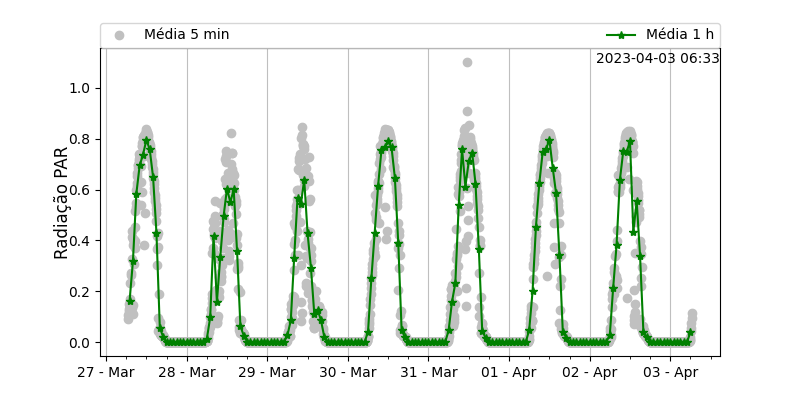 Média 5 min
Média 1 h
2023-04-03 06:33
Radiação PAR
1.0
0.8
0.6
0.4
0.2
0.0
27 - Mar 28 - Mar 29 - Mar 30 - Mar 31 - Mar 01 - Apr 02 - Apr 03 - Apr